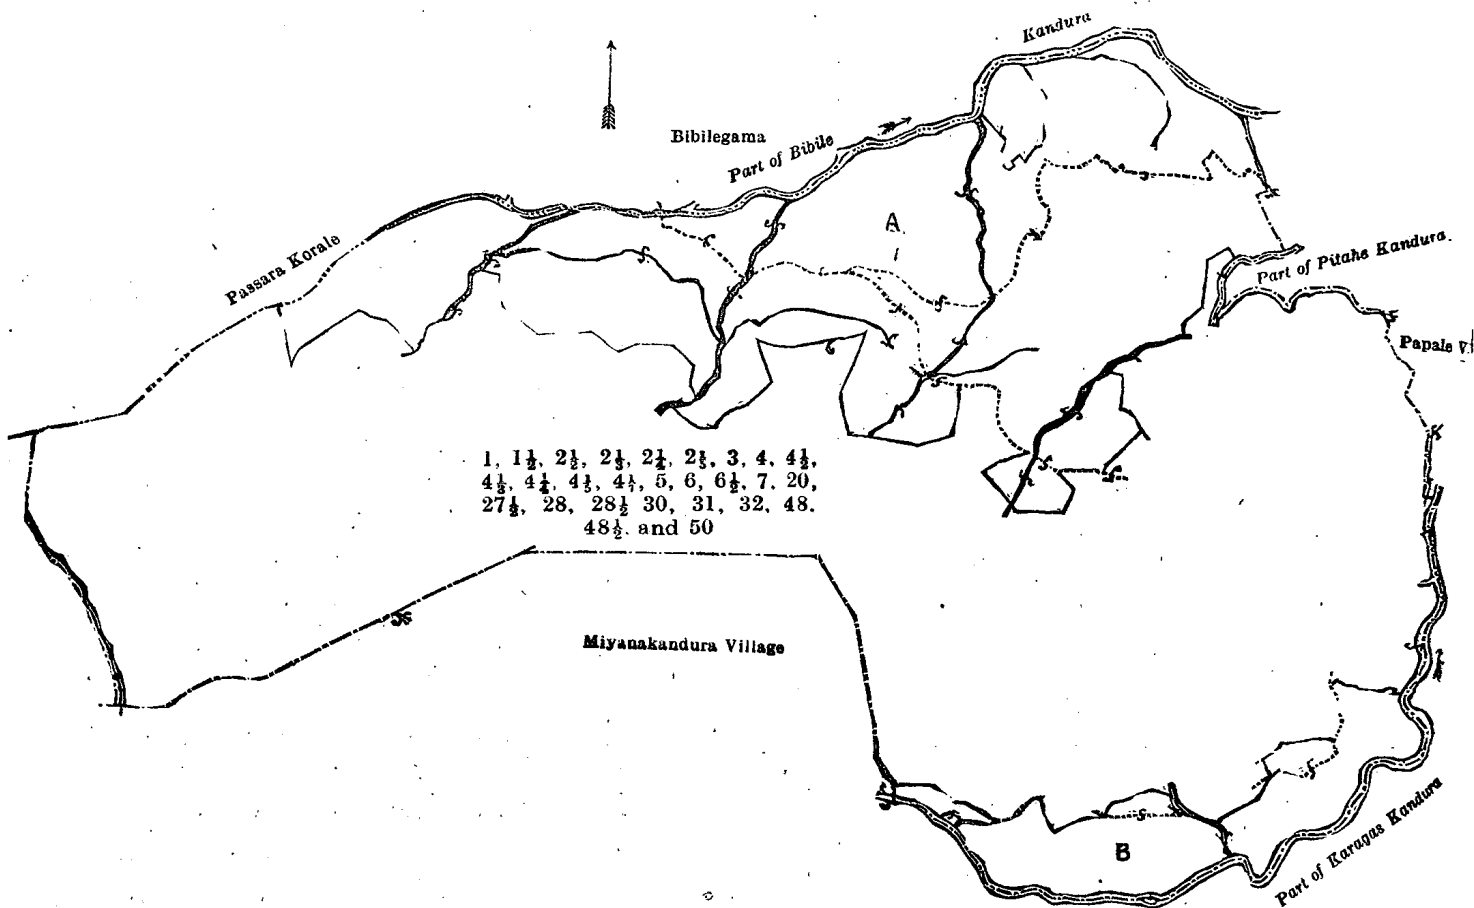 Kandura
Bibilegama
Part of Bibile
A
Passara Korale
Part of Pitahe Kandura.
Papale V.
1, 1½, 2½, 2⅓, 2¼, 2⅖, 3, 4, 4½,
4⅓, 4¼, 4⅕, 4⅐, 5, 6, 6½, 7, 20,
27½, 28, 28½ 30, 31, 32, 48.
48½. and 50
Miyanakandura Village
B
Part of Karagas Kandura